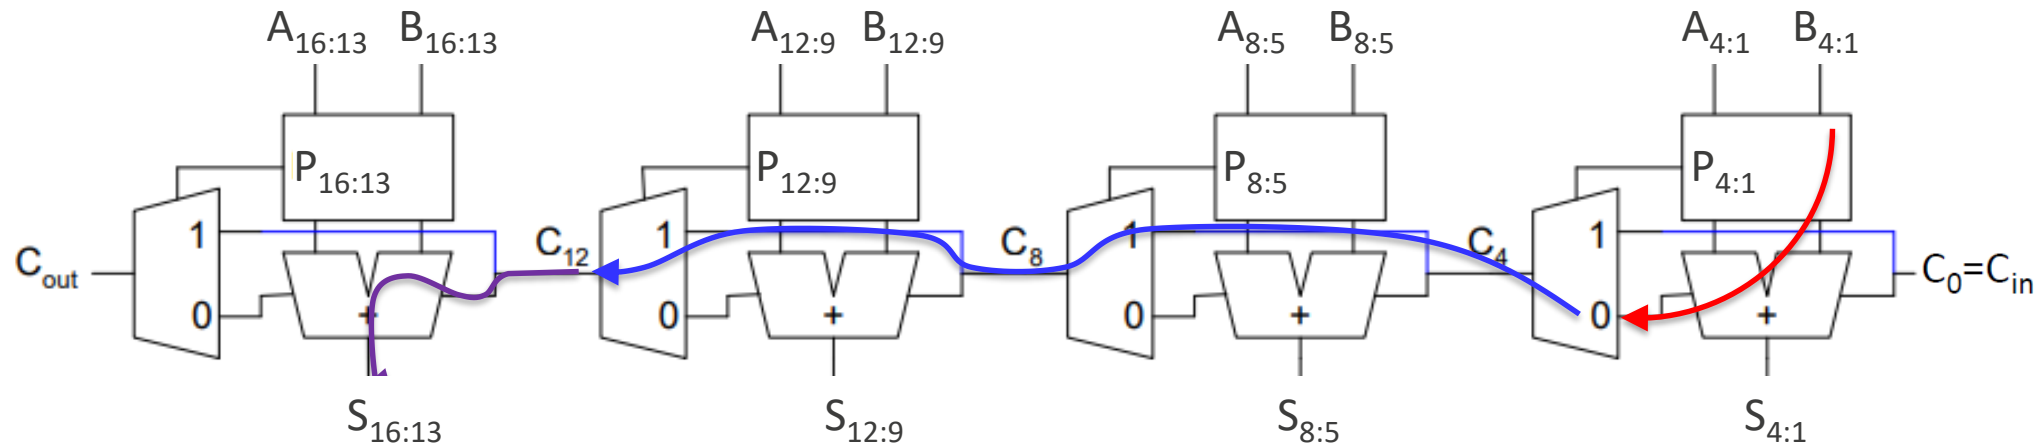 A16:13 B16:13 A12:9 B12:9 A8:5 B8:5 A4:1 B4:1
P16:13 P12:9 P8:5 P4:1
1 C12 1 C8 1 C4 1
Cout C0=Cin
0 + 0 + 0 + 0 +
S16:13 S12:9 S8:5 S4:1